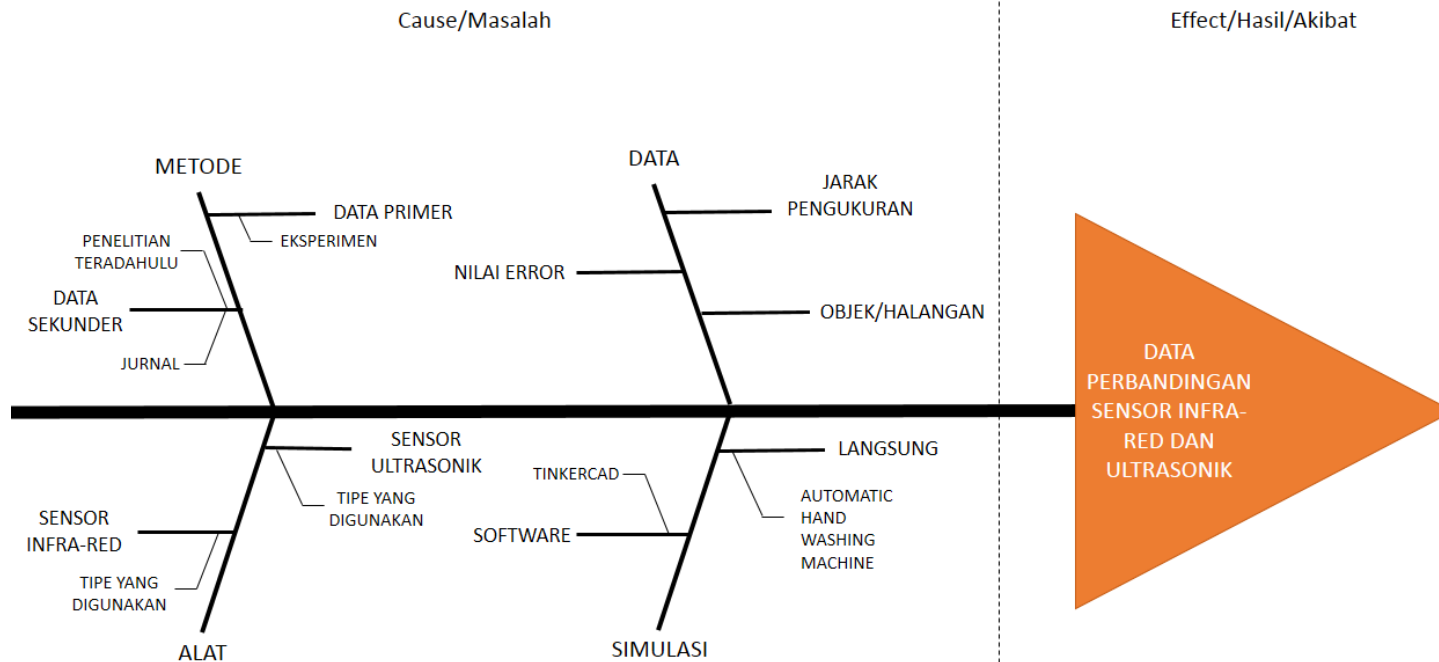 Cause/Masalah
Effect/Hasil/Akibat
METODE
DATA PRIMER
EKSPERIMEN
PENELITIAN
TERADAHULU
DATA
SEKUNDER
JURNAL
DATA
JARAK
PENGUKURAN
NILAI ERROR
OBJEK/HALANGAN
SENSOR
ULTRASONIK
TIPE YANG
DIGUNAKAN
SENSOR
INFRA-RED
TIPE YANG
DIGUNAKAN
ALAT
LANGSUNG
AUTOMATIC
HAND
WASHING
MACHINE
TINKERCAD
SOFTWARE
SIMULASI
DATA
PERBANDINGAN
SENSOR INFRA-
RED DAN
ULTRASONIK